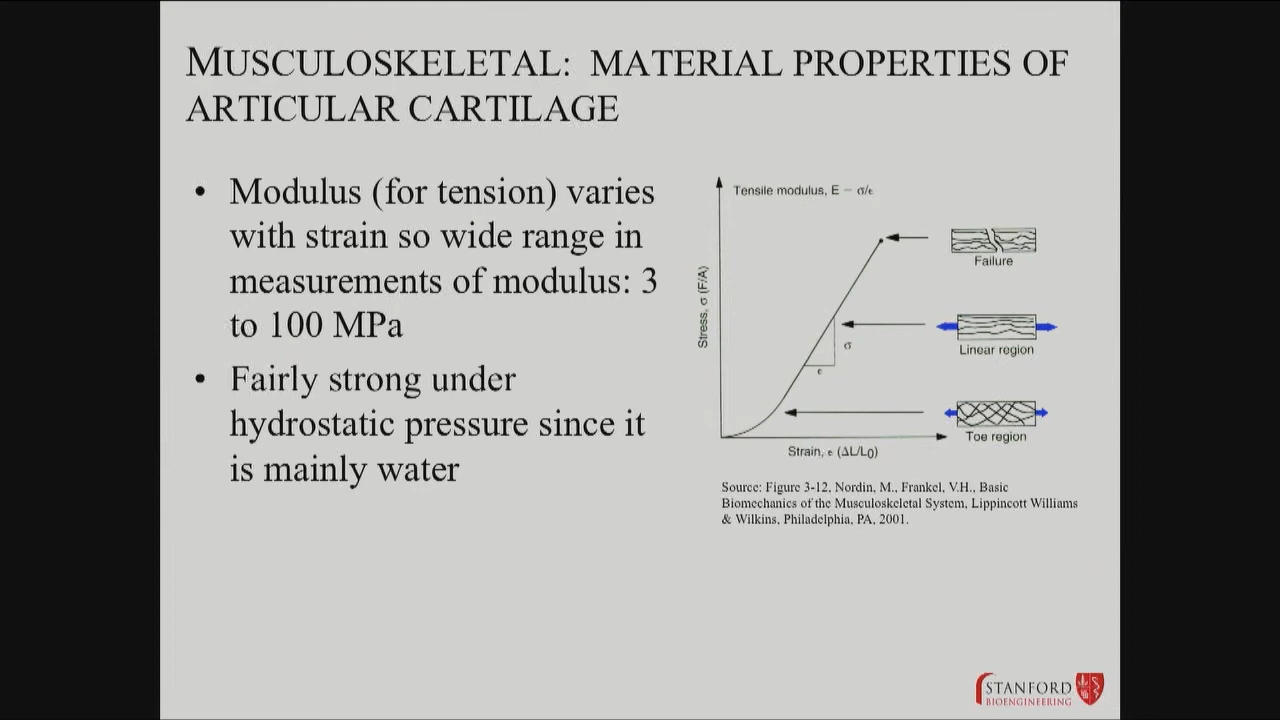 MUSCULOSKELETAL: MATERIAL PROPERTIES OF
ARTICULAR CARTILAGE
• Modulus (for tension) varies
with strain so wide range in
measurements of modulus: 3
to 100 MPa
• Fairly strong under
hydrostatic pressure since it
is mainly water
Tensile modulus, E – σ/ε
Stress, σ (F/A)
Failure
σ
ε
Linear region
Toe region
Strain, ε (ΔL/L0)
Source: Figure 3-12, Nordin, M., Frankel, V.H., Basic
Biomechanics of the Musculoskeletal System, Lippincott Williams
& Wilkins, Philadelphia, PA, 2001.
STANFORD
BIOENGINEERING